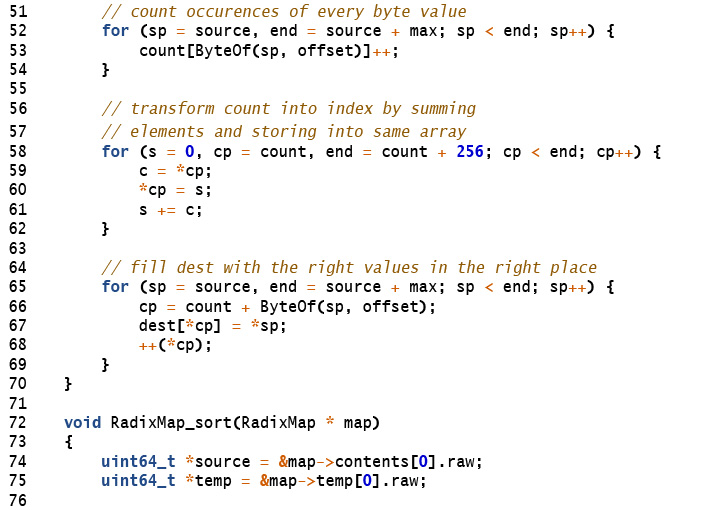 51        // count occurences of every byte value
52        for (sp = source, end = source + max; sp < end; sp++) {
53            count[ByteOf(sp, offset)]++;
54        }
55
56        // transform count into index by summing
57        // elements and storing into same array
58        for (s = 0, cp = count, end = count + 256; cp < end; cp++) {
59            c = *cp;
60            *cp = s;
61            s += c;
62        }
63
64        // fill dest with the right values in the right place
65        for (sp = source, end = source + max; sp < end; sp++) {
66            cp = count + ByteOf(sp, offset);
67            dest[*cp] = *sp;
68            ++(*cp);
69        }
70    }
71
72    void RadixMap_sort(RadixMap * map)
73    {
74        uint64_t *source = &map->contents[0].raw;
75        uint64_t *temp = &map->temp[0].raw;
76